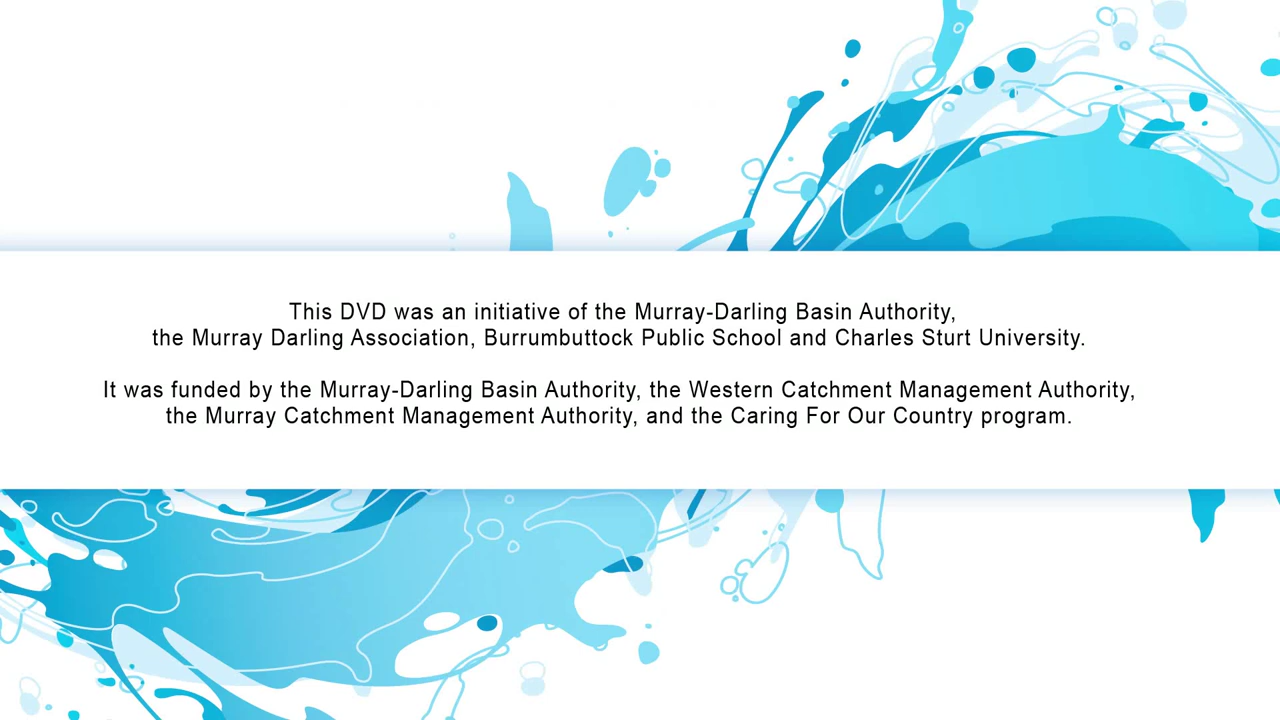 This DVD was an initiative of the Murray-Darling Basin Authority,
the Murray Darling Association, Burrumbuttock Public School and Charles Sturt University.
It was funded by the Murray-Darling Basin Authority, the Western Catchment Management Authority,
the Murray Catchment Management Authority, and the Caring For Our Country program.